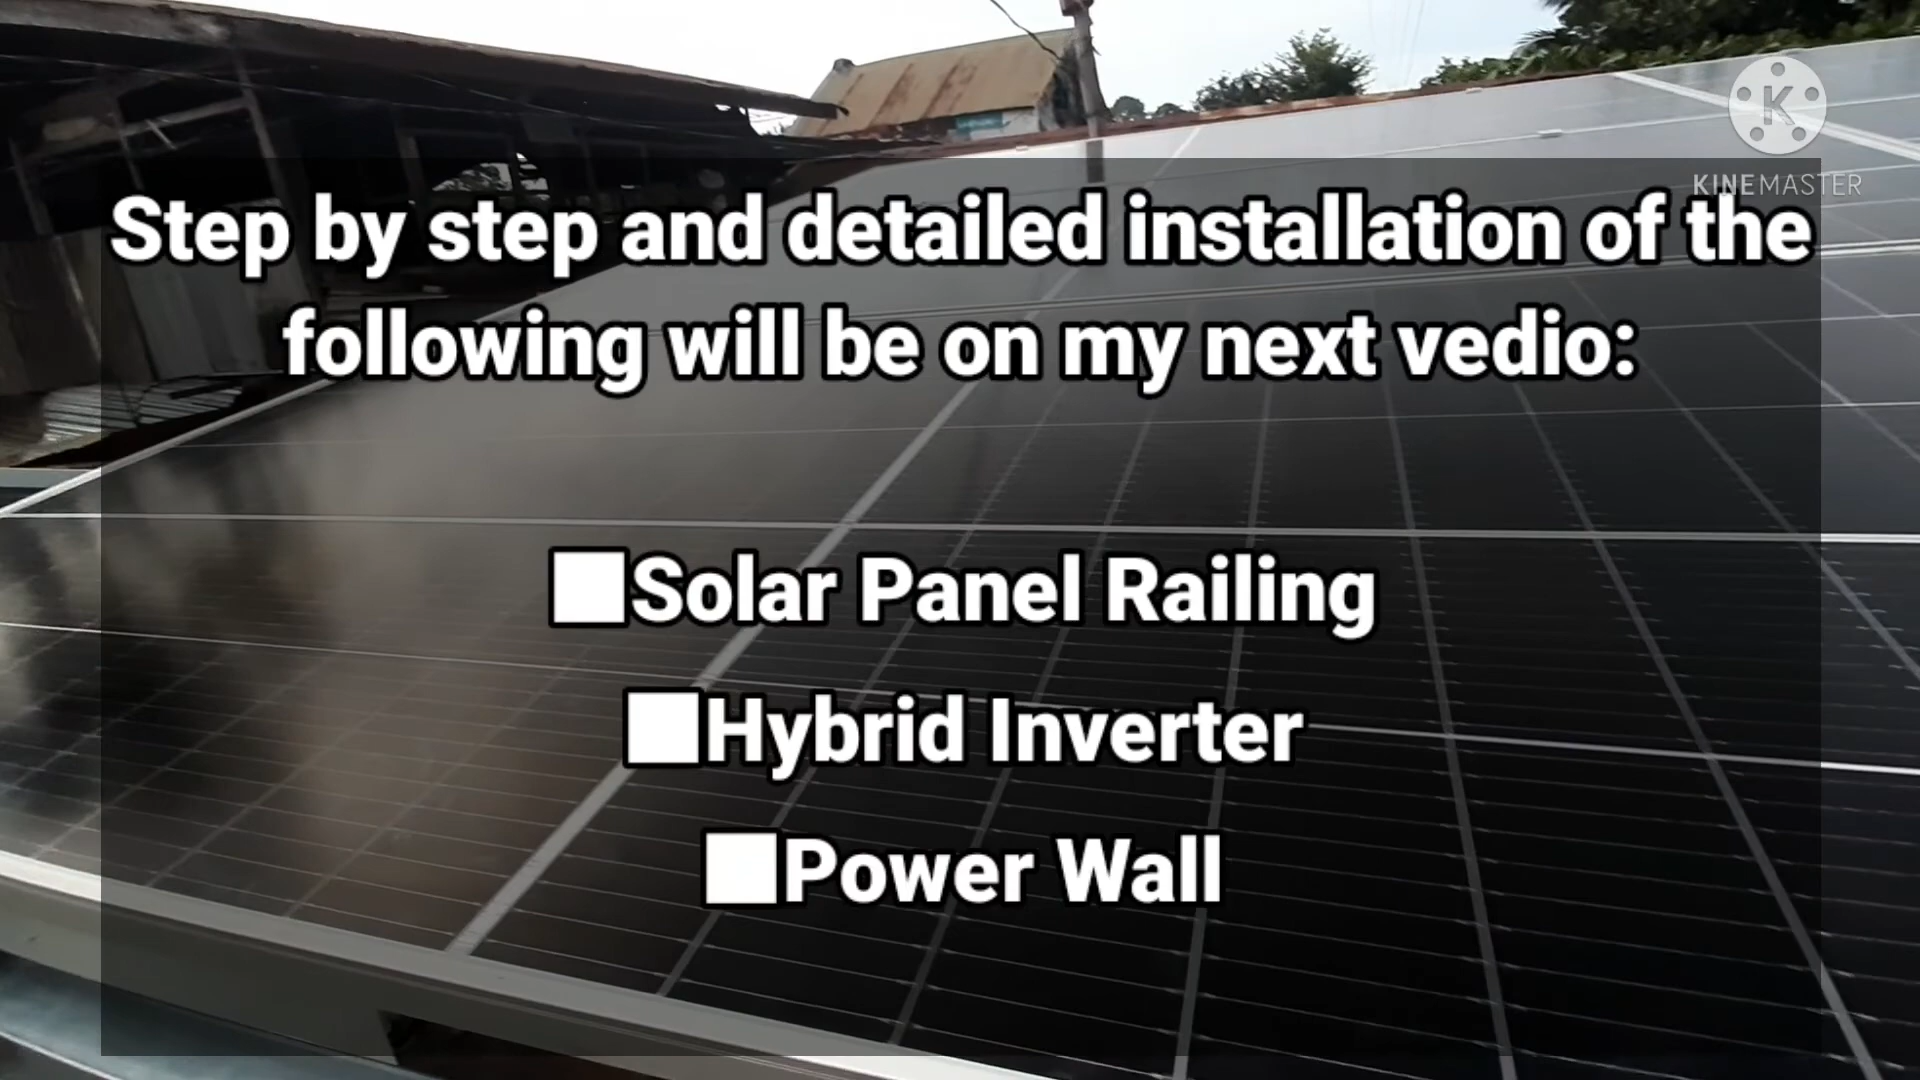 K
KINEMASTER
Step by step and detailed installation of the
following will be on my next vedio:
■Solar Panel Railing
■Hybrid Inverter
■Power Wall